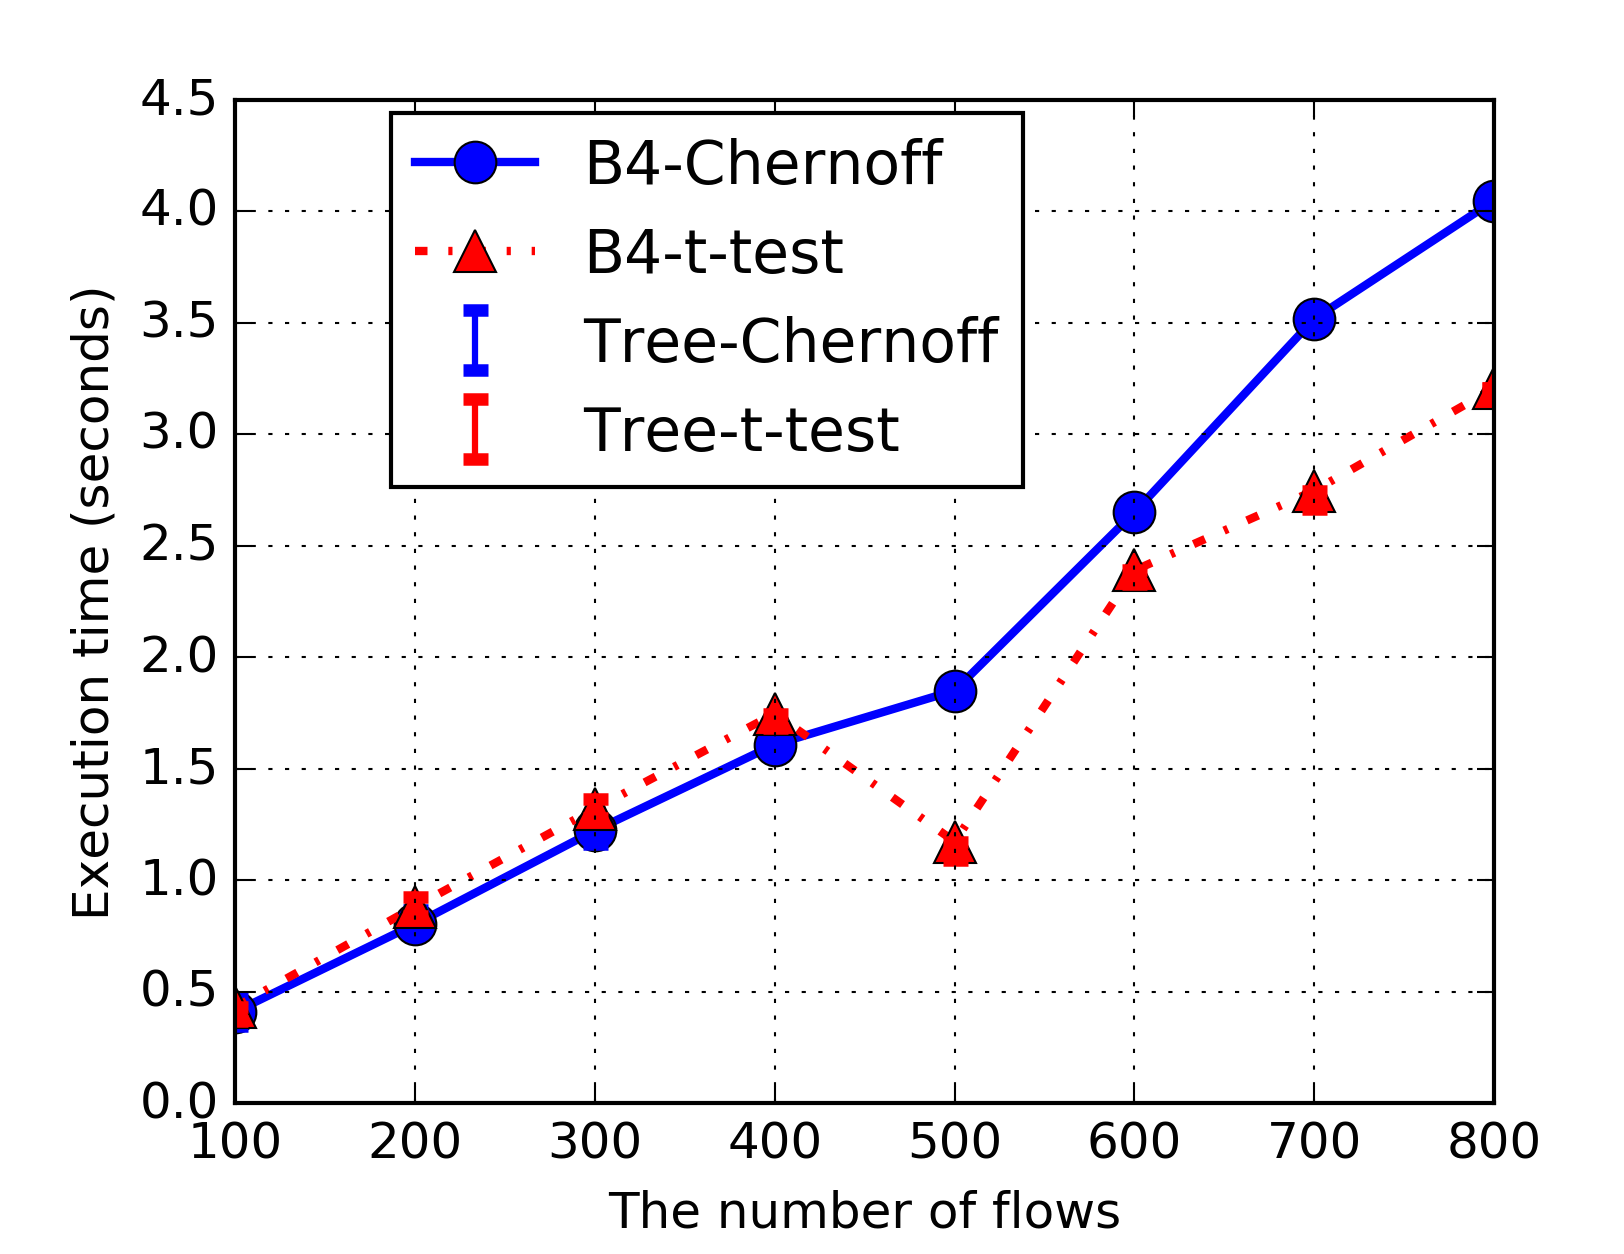 4.5
4.0
3.5
3.0
2.5
2.0
1.5
1.0
0.5
0.0
Execution time (seconds)
B4-Chernoff
B4-t-test
Tree-Chernoff
Tree-t-test
100 200 300 400 500 600 700 800
The number of flows